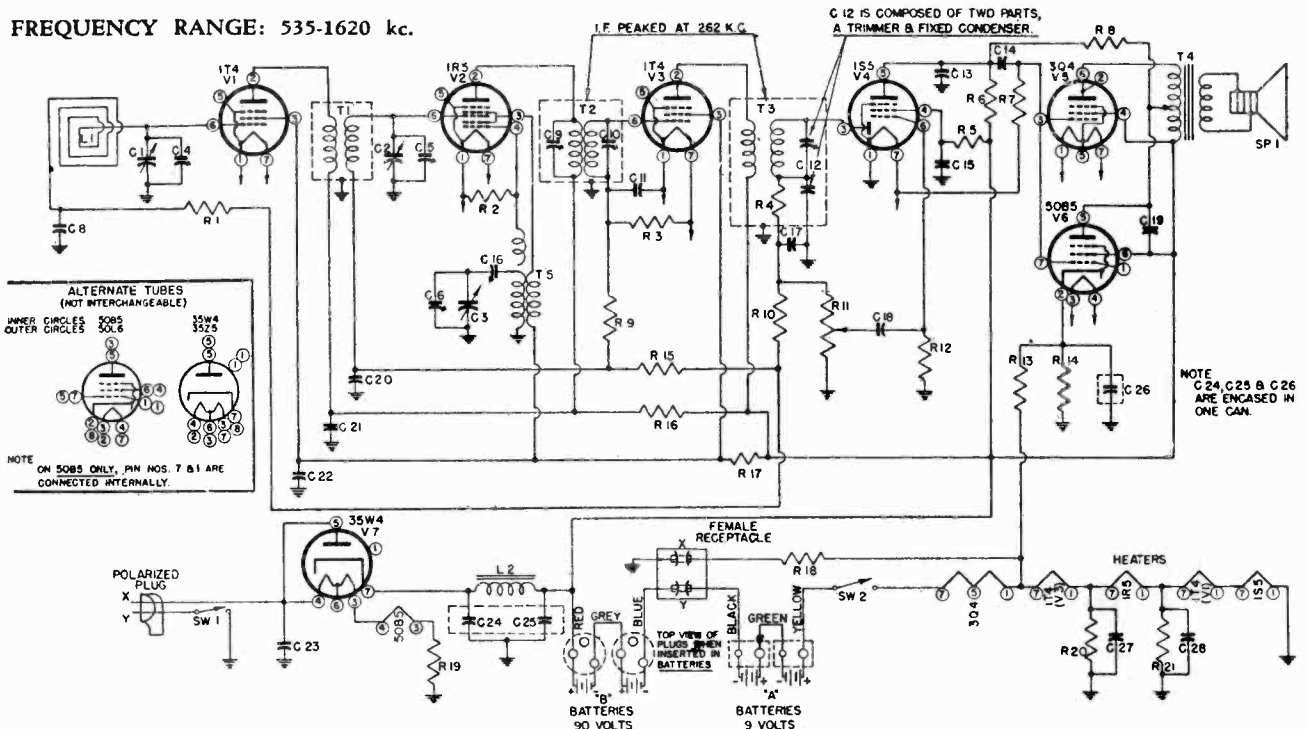 FREQUENCY RANGE: 535-1620 kc.
I.F. PEAKED AT 262 K.C.
C 12 IS COMPOSED OF TWO PARTS,
A TRIMMER & FIXED CONDENSER.
1T4
V1
1R5
V2
1T4
V3
1S5
V4
3Q4
V5
50B5
V6
L1
C1
C4
T1
C2
C5
C9
T2
C10
T3
C12
C13
C14
R6
R7
R8
T4
SP 1
R5
C15
C8
R1
R2
C16
T5
C6
C3
C11
R3
R4
C17
R9
R10
R11
C18
R12
C19
R13
R14
C26
NOTE
C 24, C 25 & C 26
ARE ENCASED IN
ONE CAN.
R15
C20
R16
C21
R17
C22
ALTERNATE TUBES
(NOT INTERCHANGEABLE)
INNER CIRCLES 50B5 35W4
OUTER CIRCLES 50L6 35Z5
NOTE
ON 50B5 ONLY, PIN NOS. 7 & 1 ARE
CONNECTED INTERNALLY.
35W4
V7
POLARIZED
PLUG
X
Y
SW 1
C23
50B5
R19
L2
C24
C25
RED
GREY
BLUE
"B"
BATTERIES
90 VOLTS
FEMALE
RECEPTACLE
X
Y
TOP VIEW OF
PLUGS WHEN
INSERTED IN
BATTERIES
BLACK
GREEN
YELLOW
"A"
BATTERIES
9 VOLTS
R18
SW 2
HEATERS
3Q4
1T4
(V3)
1R5
1T4
(V1)
1S5
R20
C27
R21
C28